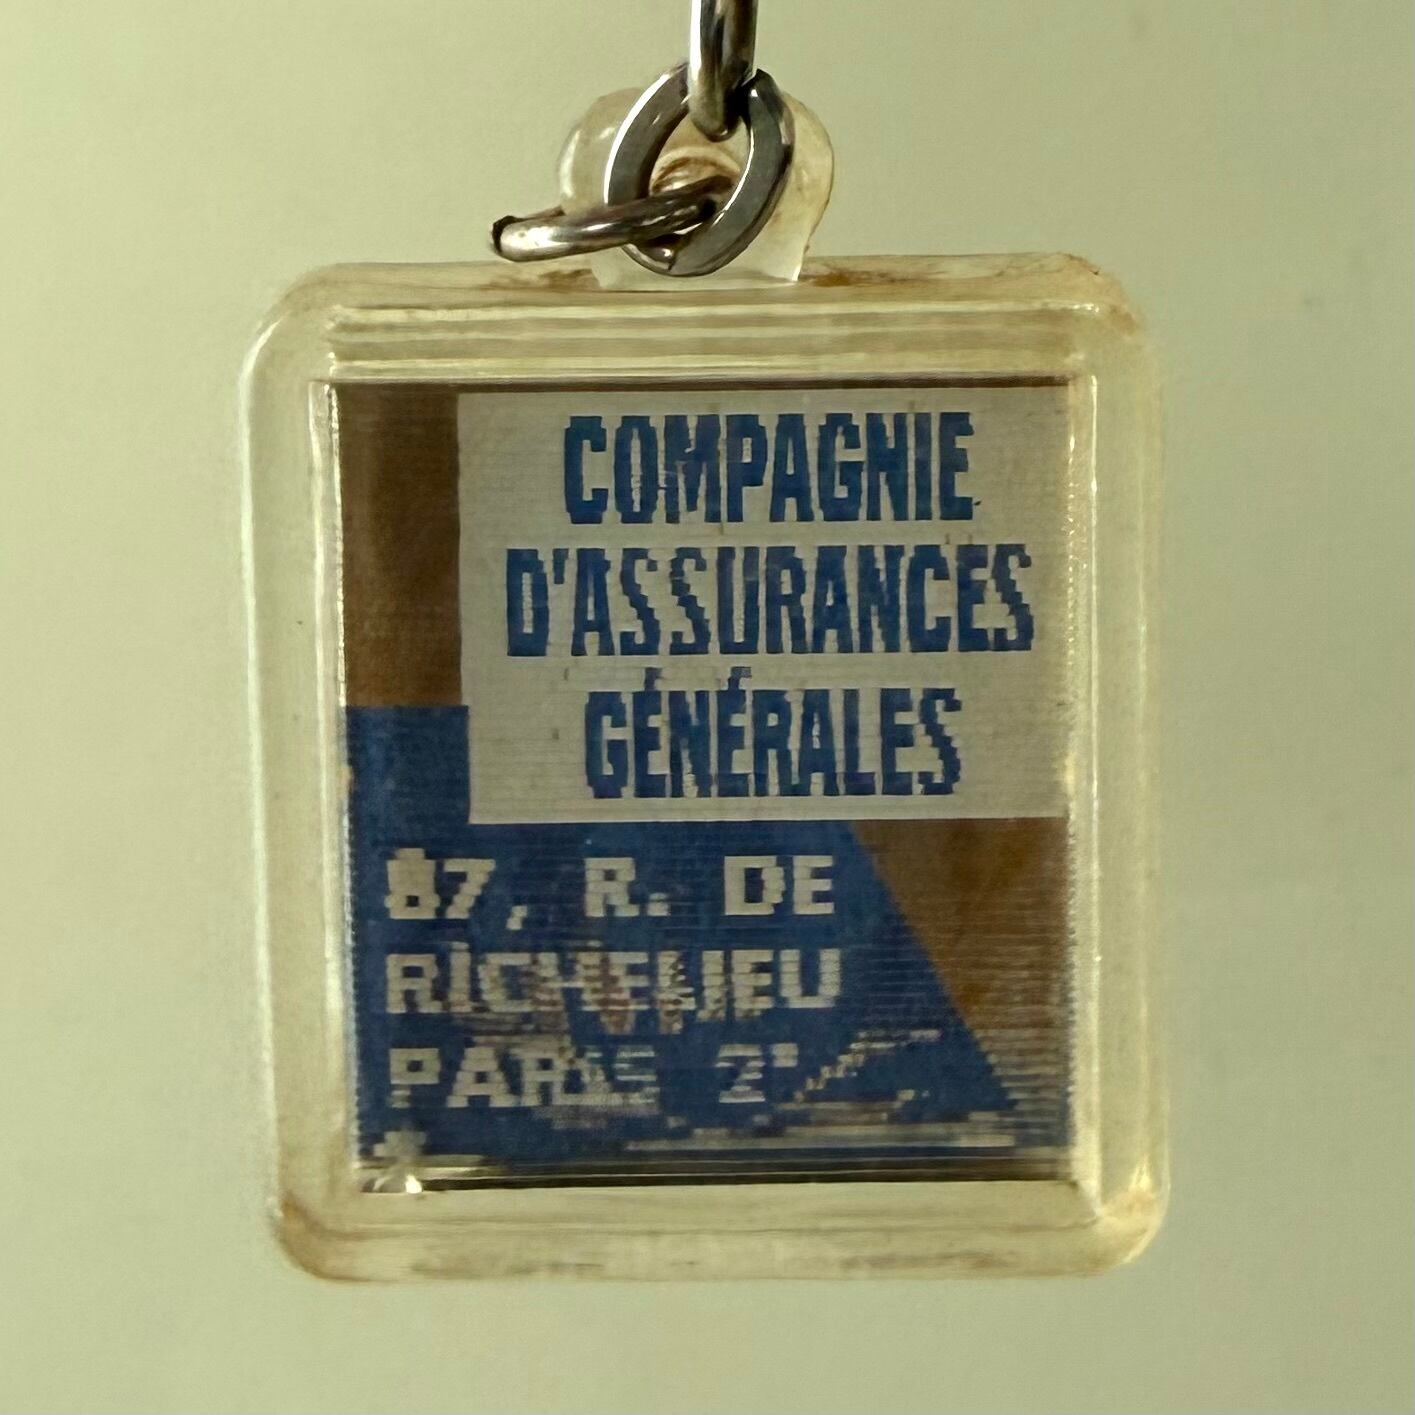 COMPAGNIE
D'ASSURANCES
GÉNÉRALES
87, R. DE
RICHELIEU
PARIS 2e